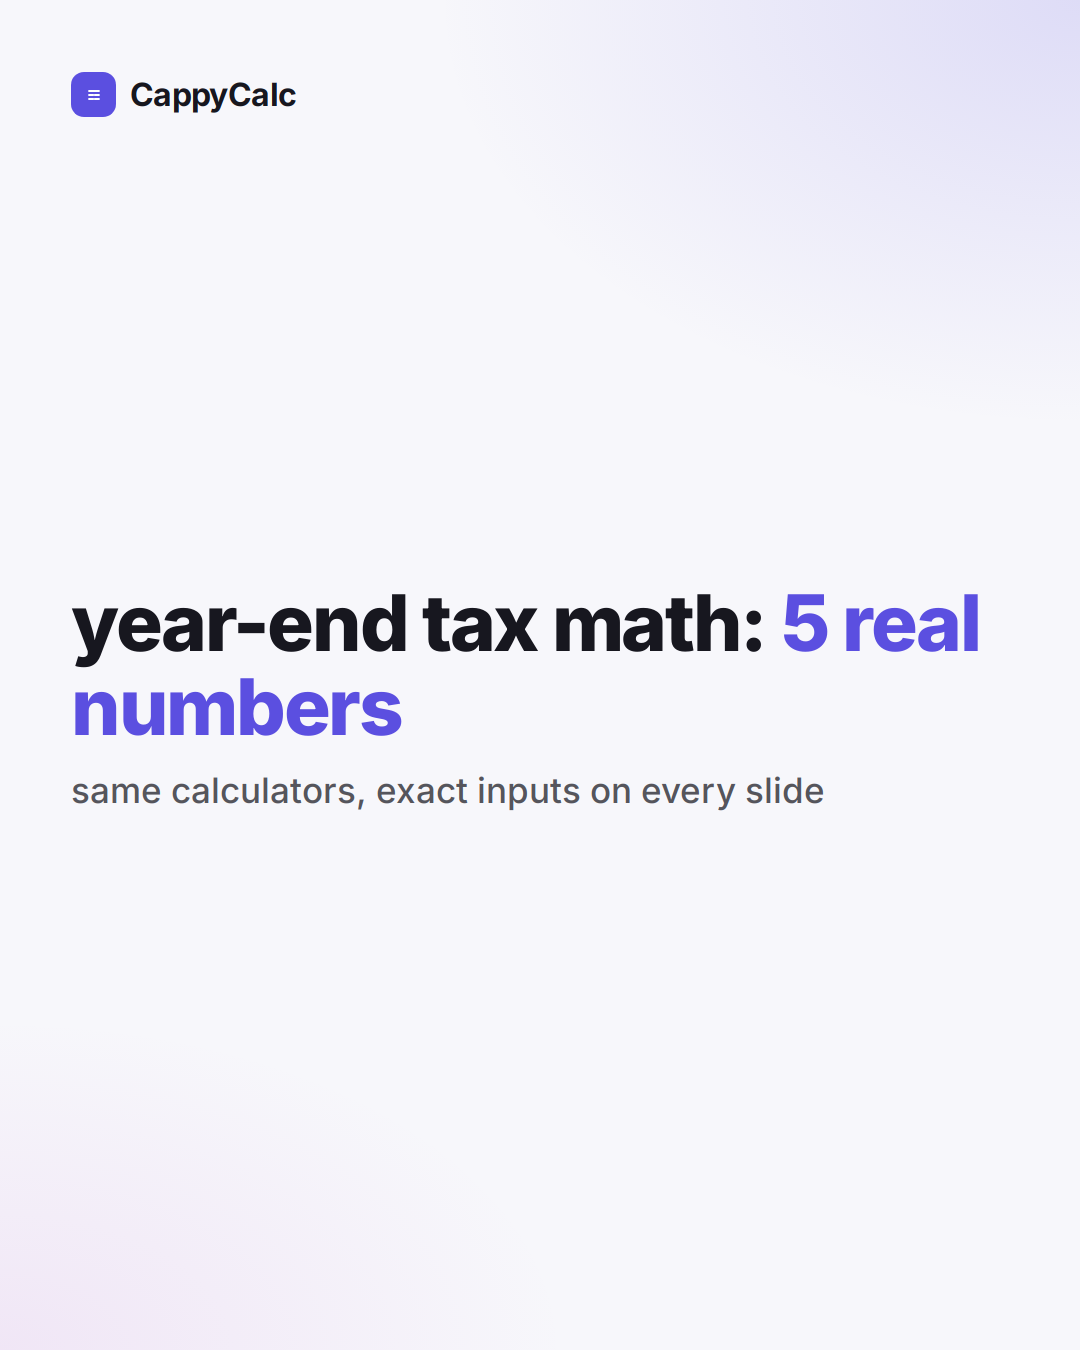 CappyCalc
year-end tax math: 5 real
numbers
same calculators, exact inputs on every slide